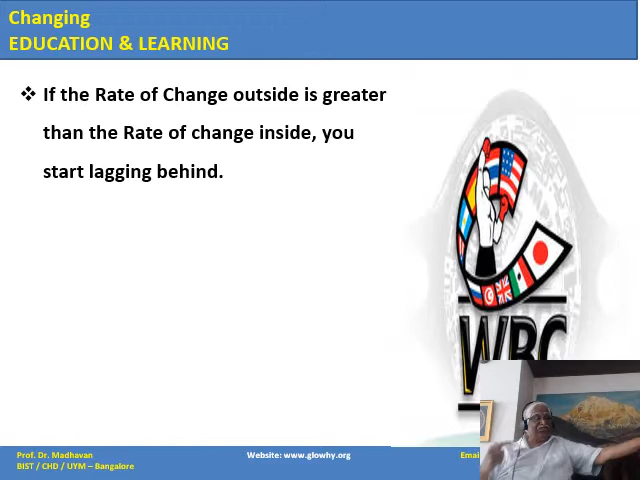 Changing
EDUCATION & LEARNING
❖ If the Rate of Change outside is greater
than the Rate of change inside, you
start lagging behind.
WBC
Prof. Dr. Madhavan
BIST / CHD / UYM – Bangalore
Website: www.glowhy.org
Emai